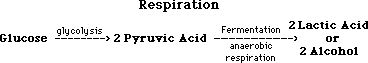 Respiration
Glucose glycolysis 2 Pyruvic Acid Fermentation anaerobic respiration 2 Lactic Acid
or
2 Alcohol